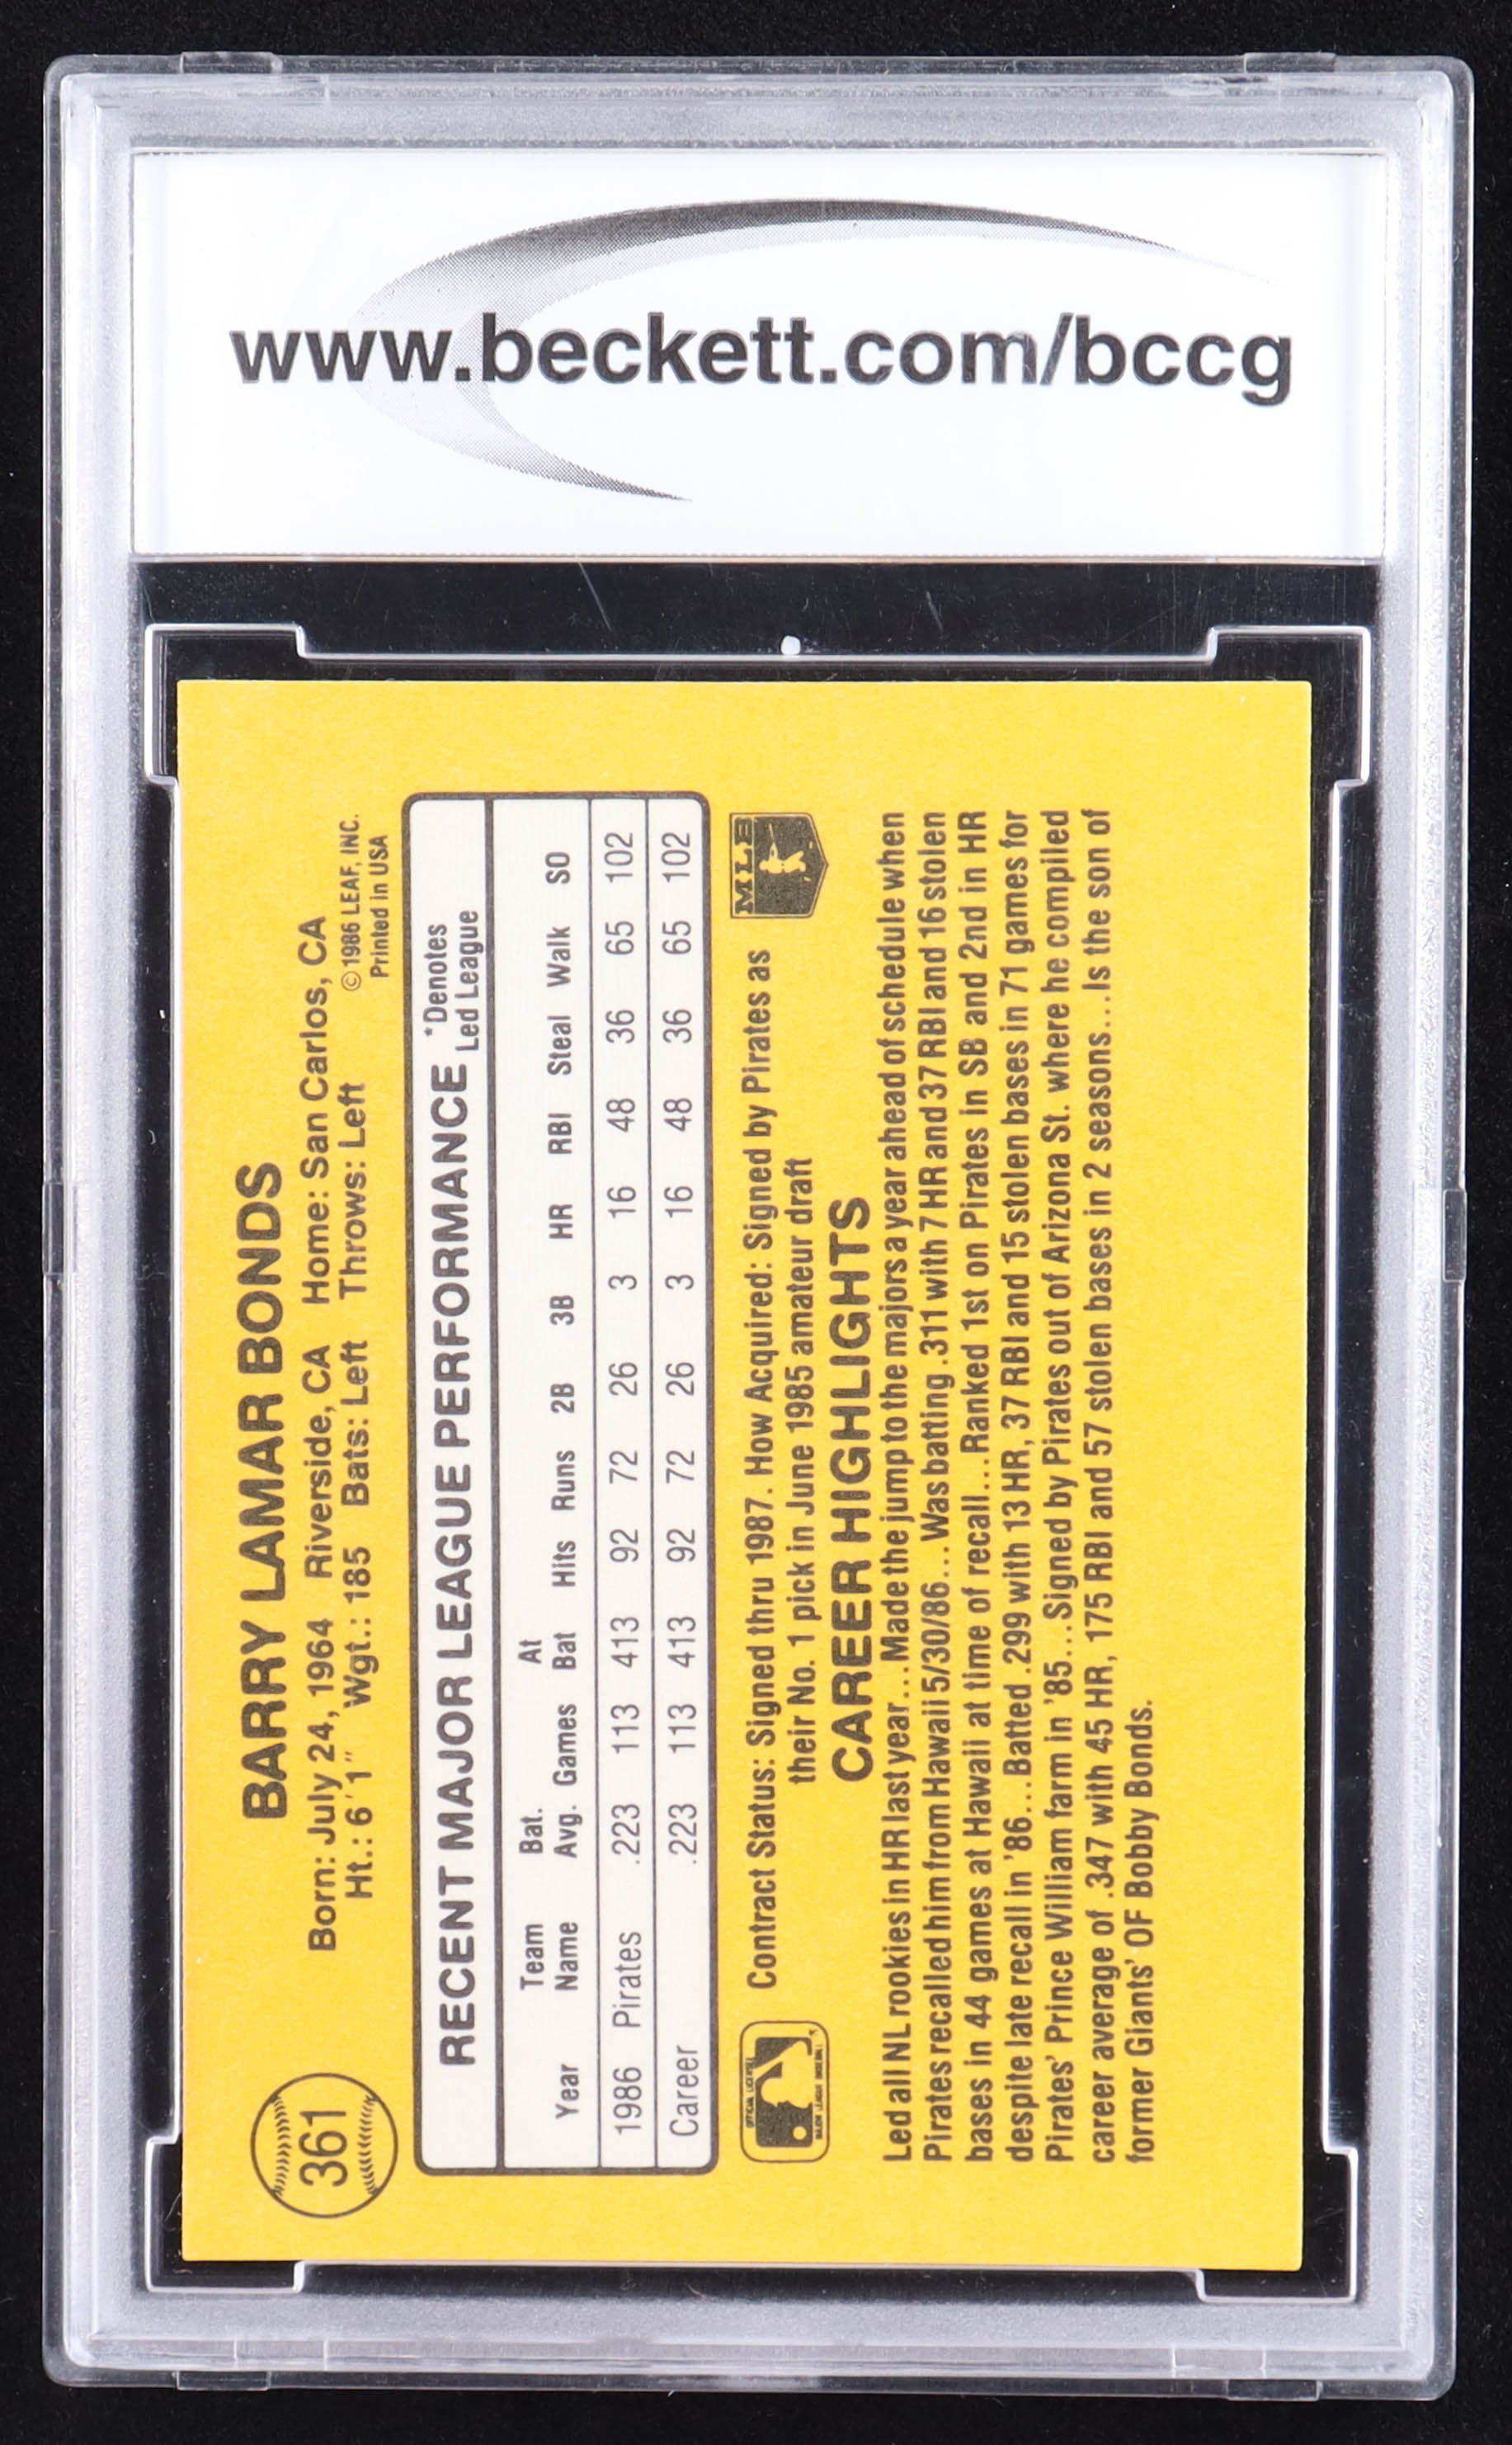 www.beckett.com/bccg
361
BARRY LAMAR BONDS
Born: July 24, 1964 Riverside, CA Home: San Carlos, CA
Ht.: 6'1" Wgt.: 185 Bats: Left Throws: Left
©1986 LEAF, INC.
Printed in USA
RECENT MAJOR LEAGUE PERFORMANCE *Denotes
Led League
Year Team Name Bat. Avg. Games At Bat Hits Runs 2B 3B HR RBI Steal Walk SO
1986 Pirates .223 113 413 92 72 26 3 16 48 36 65 102
Career .223 113 413 92 72 26 3 16 48 36 65 102
MLB
Contract Status: Signed thru 1987. How Acquired: Signed by Pirates as
their No. 1 pick in June 1985 amateur draft
CAREER HIGHLIGHTS
Led all NL rookies in HR last year...Made the jump to the majors a year ahead of schedule when
Pirates recalled him from Hawaii 5/30/86...Was batting .311 with 7 HR and 37 RBI and 16 stolen
bases in 44 games at Hawaii at time of recall...Ranked 1st on Pirates in SB and 2nd in HR
despite late recall in '86...Batted .299 with 13 HR, 37 RBI and 15 stolen bases in 71 games for
Pirates' Prince William farm in '85...Signed by Pirates out of Arizona St. where he compiled
career average of .347 with 45 HR, 175 RBI and 57 stolen bases in 2 seasons...Is the son of
former Giants' OF Bobby Bonds.